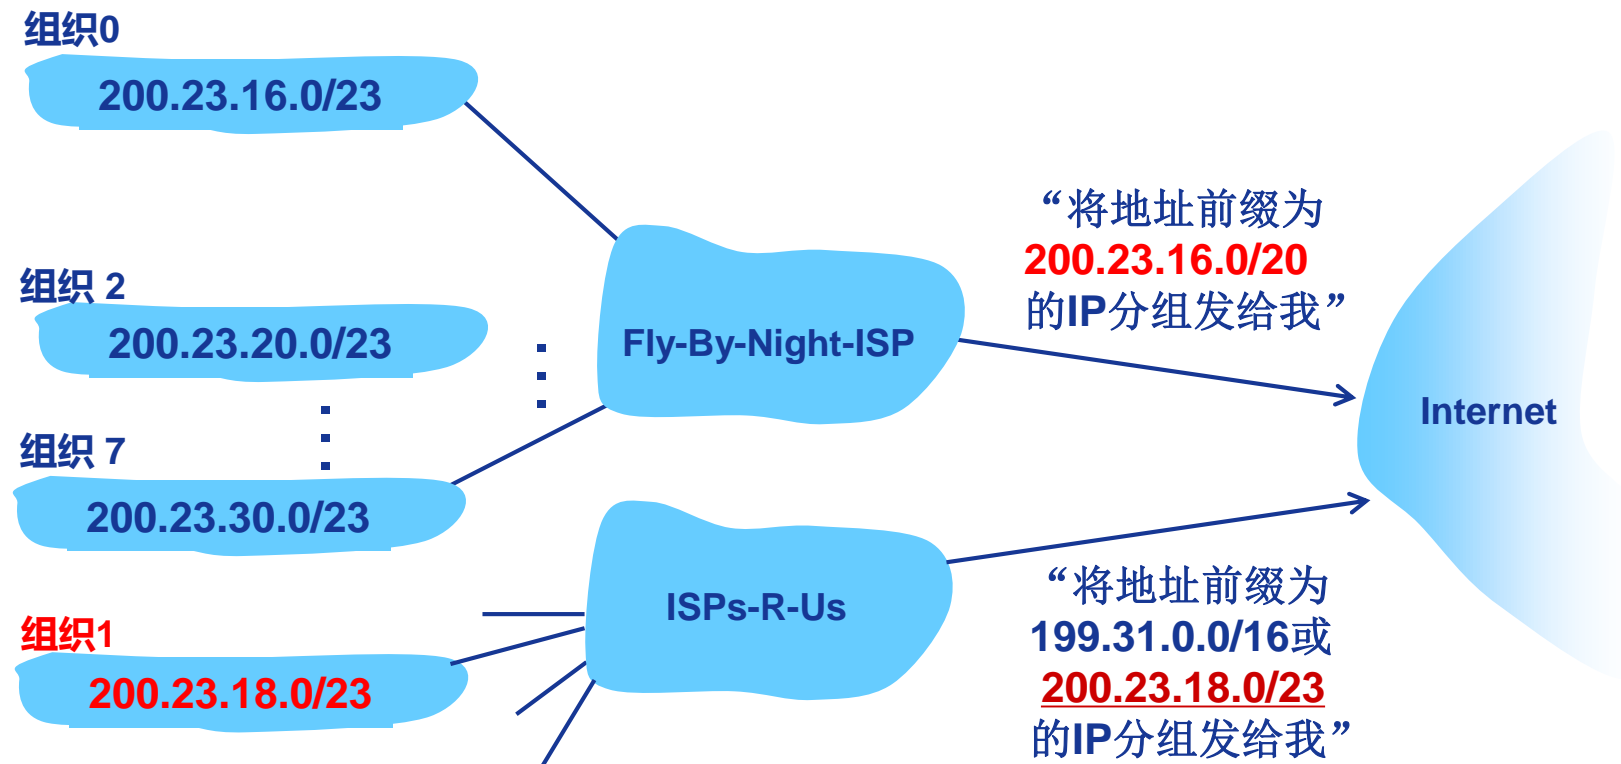 组织0
200.23.16.0/23
组织 2
200.23.20.0/23
组织 7
200.23.30.0/23
组织1
200.23.18.0/23
Fly-By-Night-ISP
ISPs-R-Us
“将地址前缀为
200.23.16.0/20
的IP分组发给我”
Internet
“将地址前缀为
199.31.0.0/16或
200.23.18.0/23
的IP分组发给我”